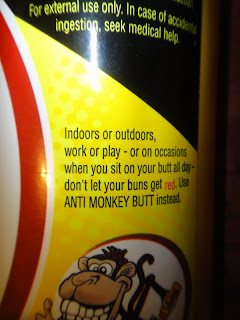 For external use only. In case of accidental
ingestion, seek medical help.
Indoors or outdoors,
work or play - or on occasions
when you sit on your butt all day -
don't let your buns get red. Use
ANTI MONKEY BUTT instead.